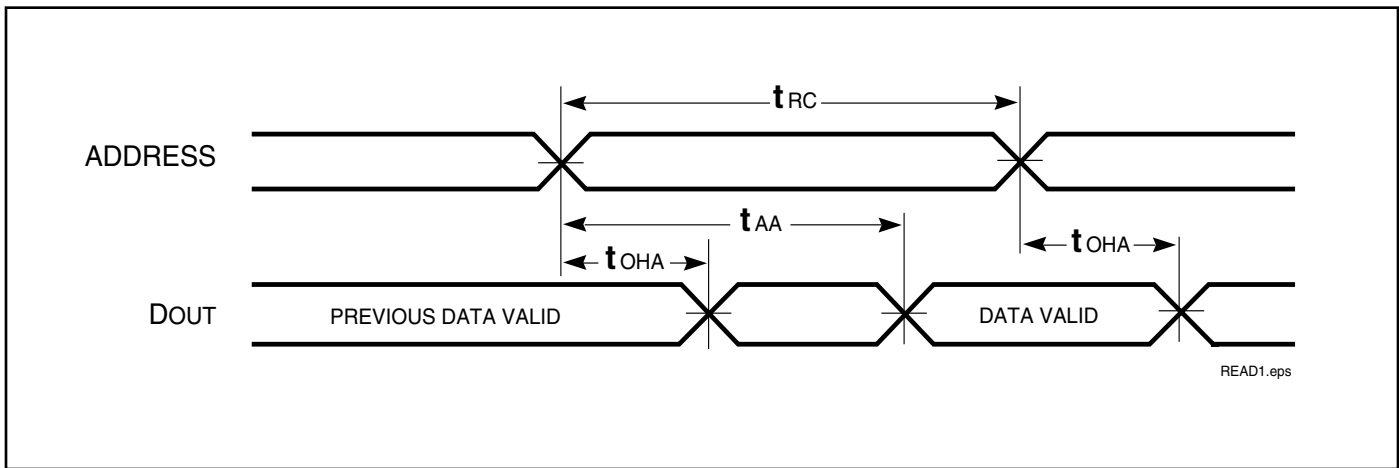 tRC
ADDRESS
tAA
tOHA
tOHA
DOUT
PREVIOUS DATA VALID
DATA VALID
READ1.eps